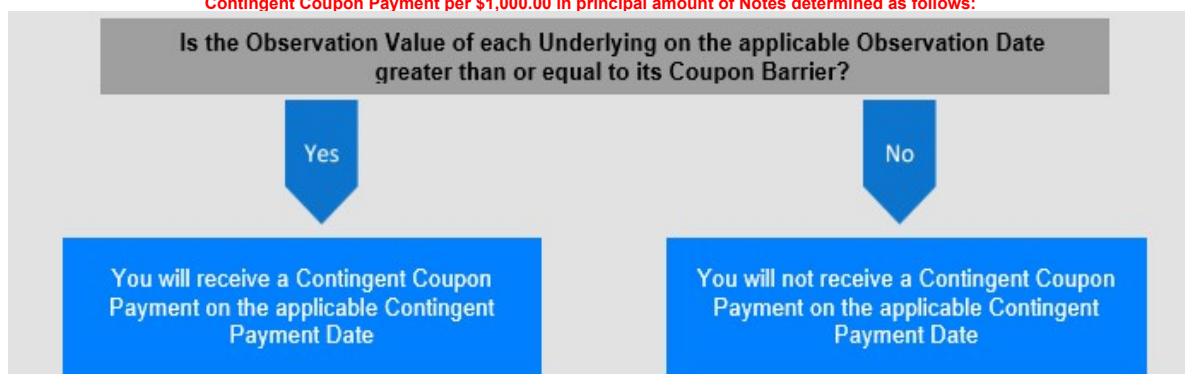 Contingent Coupon Payment per $1,000.00 in principal amount of Notes determined as follows:
Is the Observation Value of each Underlying on the applicable Observation Date
greater than or equal to its Coupon Barrier?
Yes
No
You will receive a Contingent Coupon
Payment on the applicable Contingent
Payment Date
You will not receive a Contingent Coupon
Payment on the applicable Contingent
Payment Date